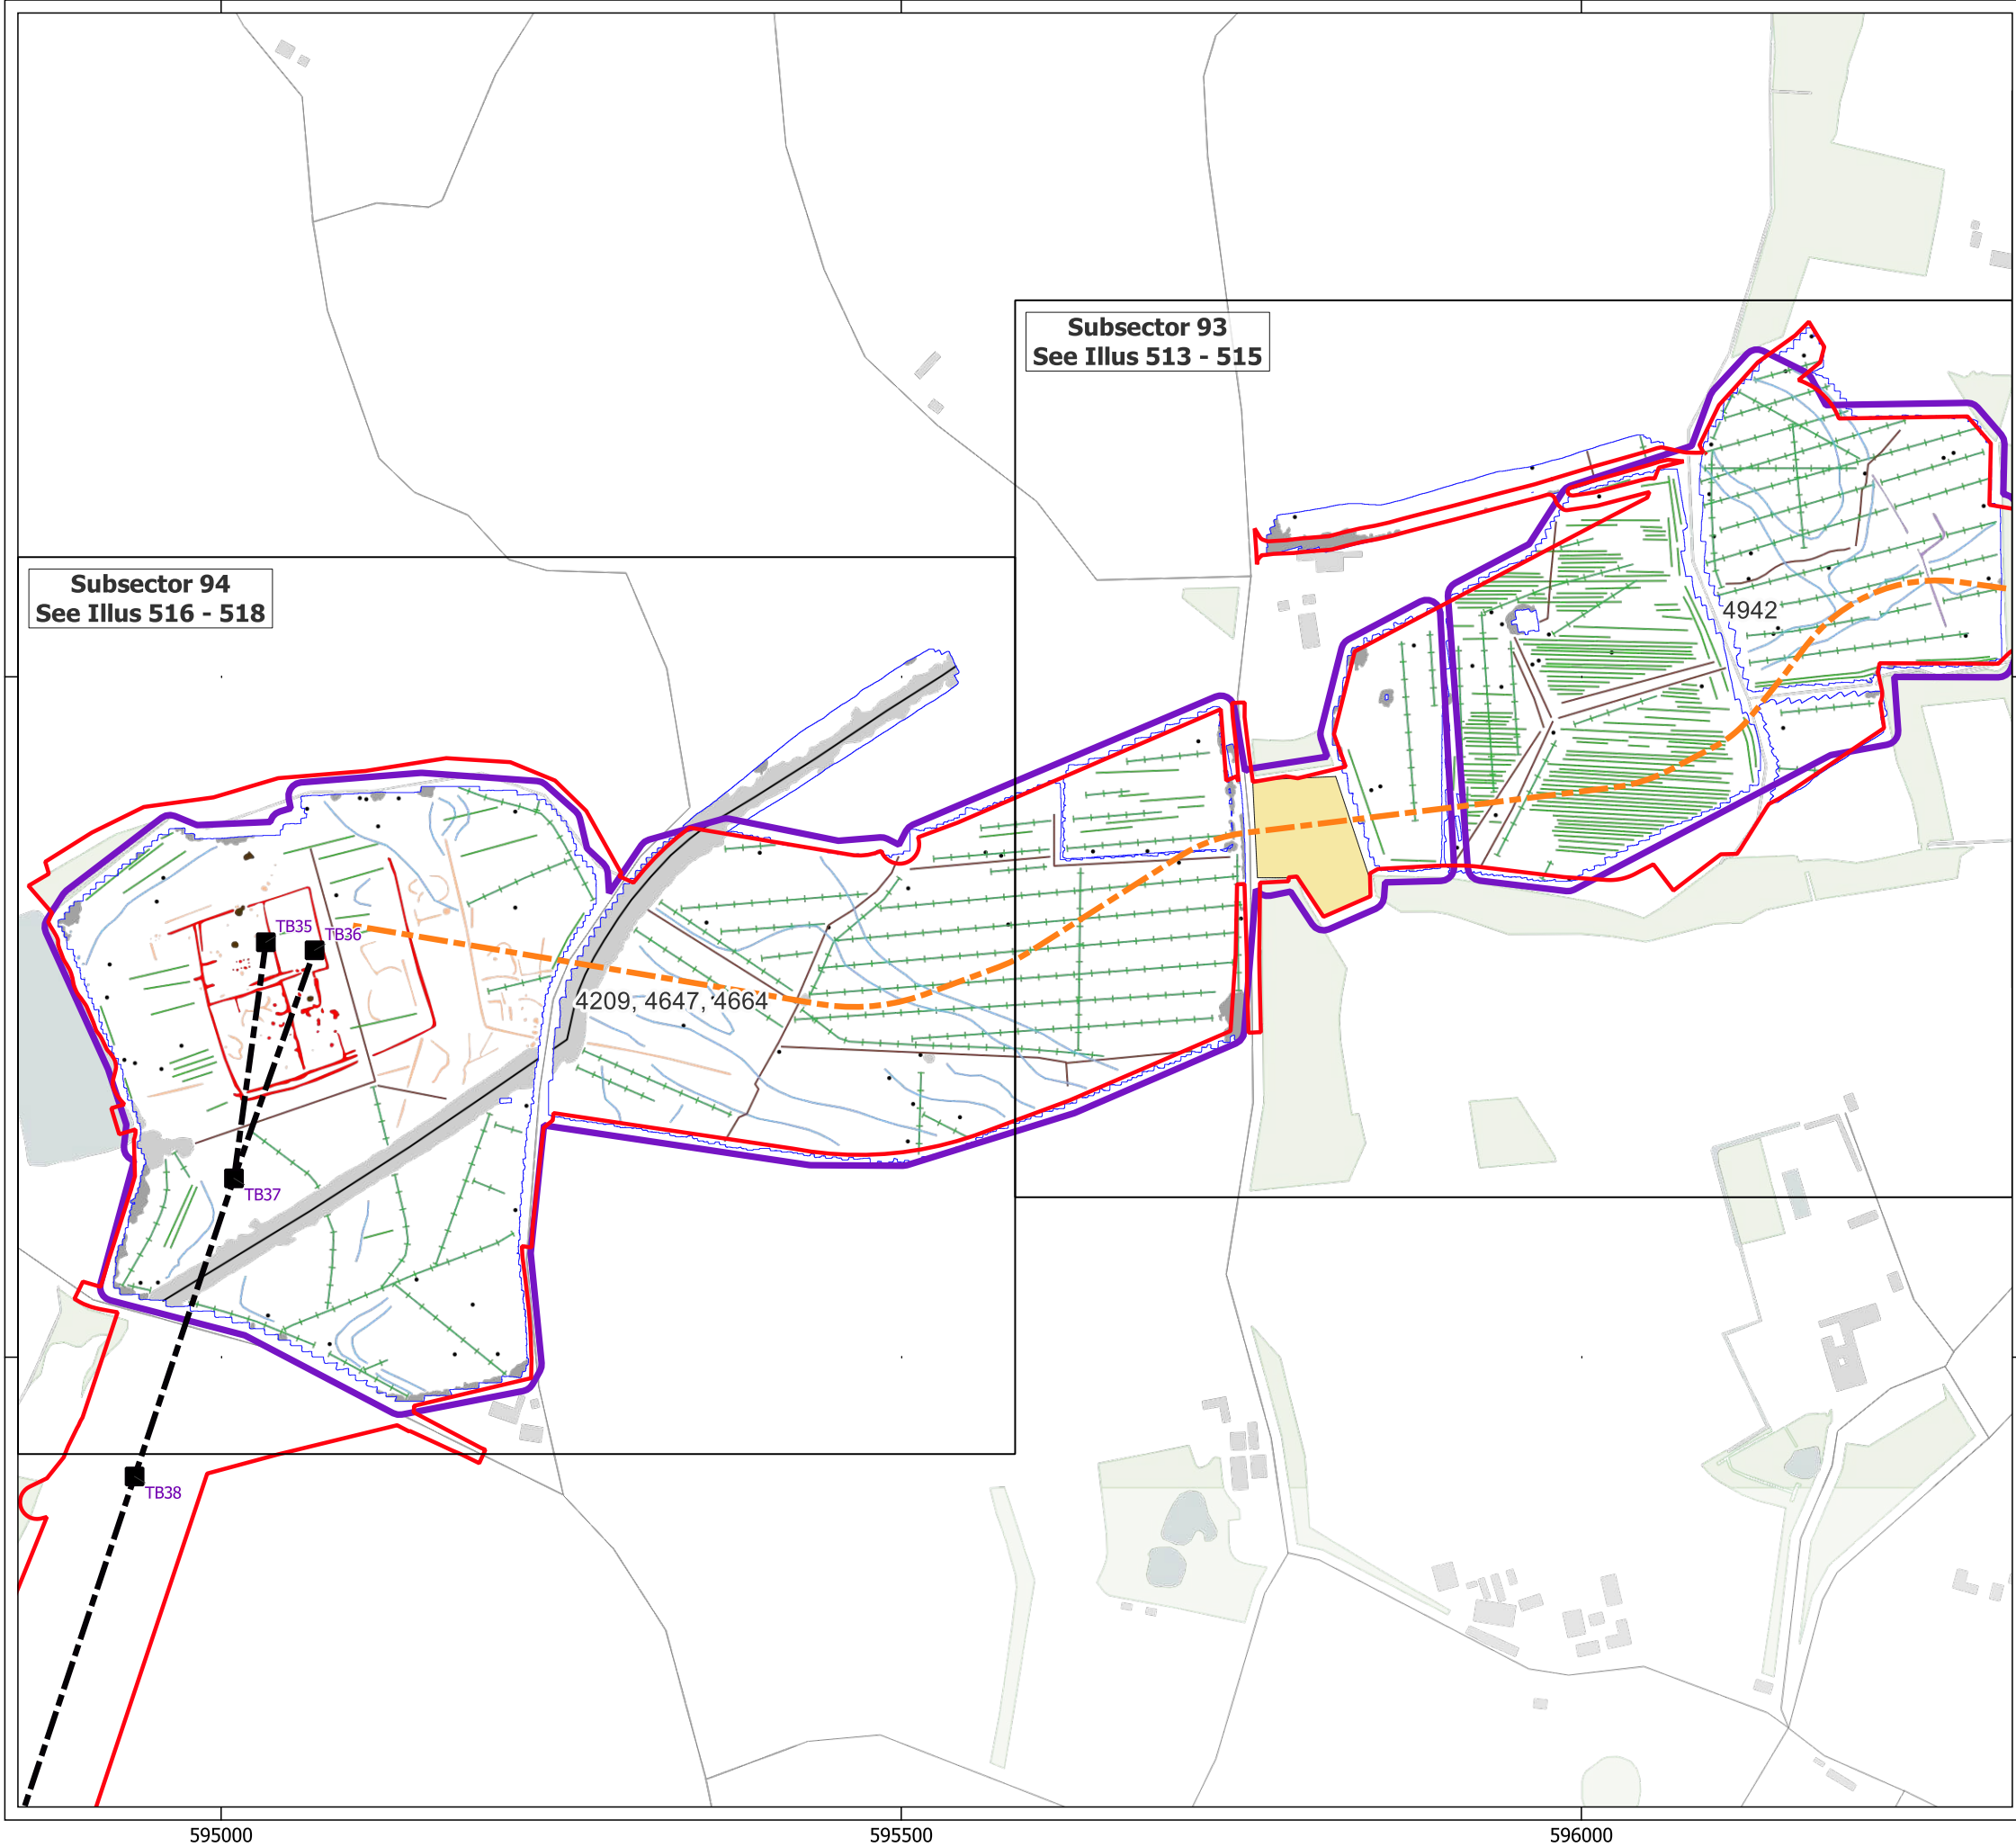 Subsector 93
See Illus 513 - 515
Subsector 94
See Illus 516 - 518
4942
TB35
TB36
4209, 4647, 4664
TB37
TB38
595000
595500
596000